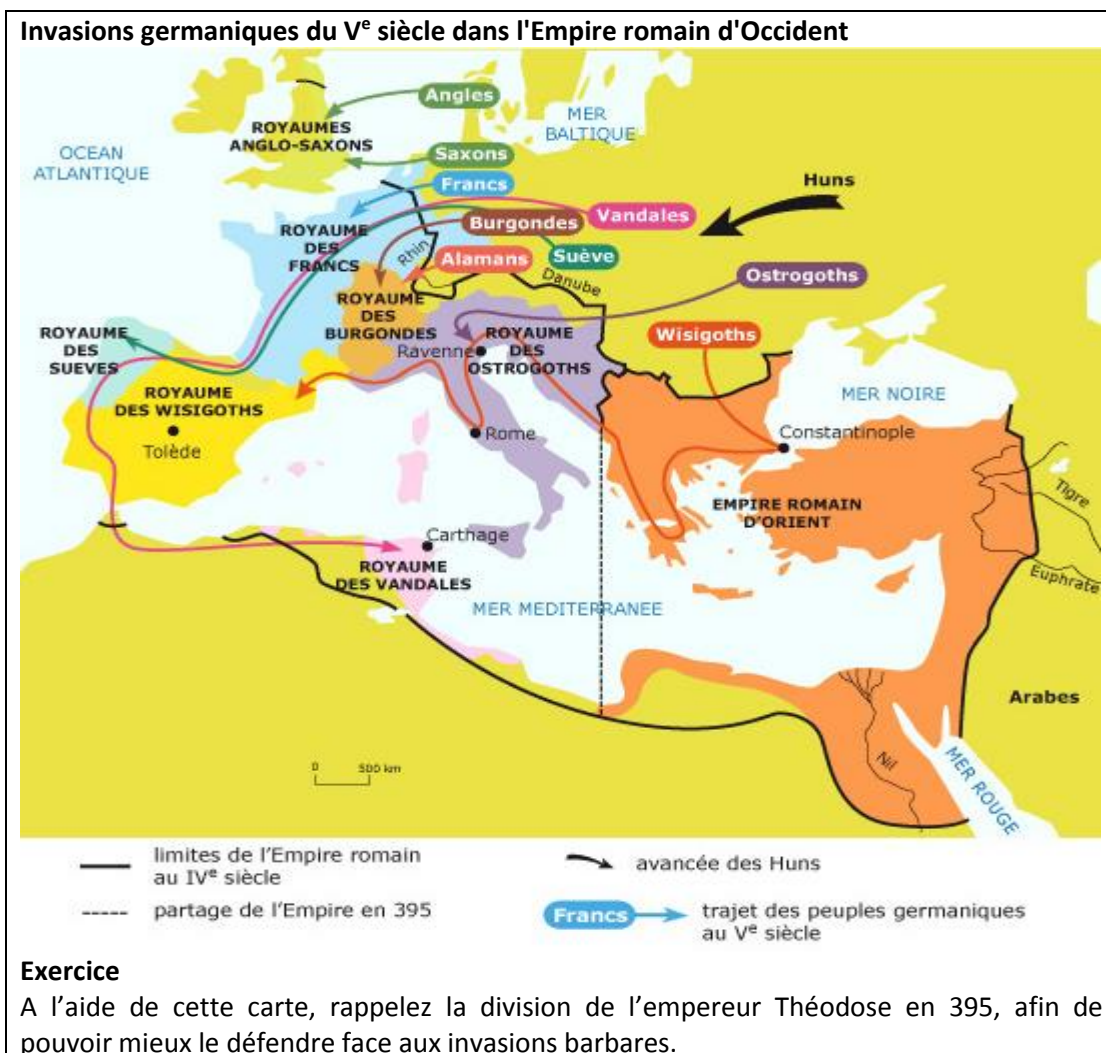 Invasions germaniques du Ve siècle dans l'Empire romain d'Occident
Angles
MER
BALTIQUE
ROYAUMES
ANGLO-SAXONS
OCEAN
ATLANTIQUE
Saxons
Francs
Huns
Vandales
Burgondes
ROYAUME
DES
FRANCS
Rhin
Alamans
Suève
Danube
Ostrogoths
ROYAUME
DES
BURGONDES
Wisigoths
ROYAUME
DES
SUEVES
Ravenne
ROYAUME
DES
OSTROGOTHS
ROYAUME
DES WISIGOTHS
MER NOIRE
Tolède
Rome
Constantinople
Tigre
EMPIRE ROMAIN
D'ORIENT
Carthage
ROYAUME
DES VANDALES
Euphrate
MER MEDITERRANEE
Arabes
Nil
MER ROUGE
0 500 km
limites de l'Empire romain
au IVe siècle
avancée des Huns
partage de l'Empire en 395
Francs
trajet des peuples germaniques
au Ve siècle
Exercice
A l'aide de cette carte, rappelez la division de l'empereur Théodose en 395, afin de
pouvoir mieux le défendre face aux invasions barbares.